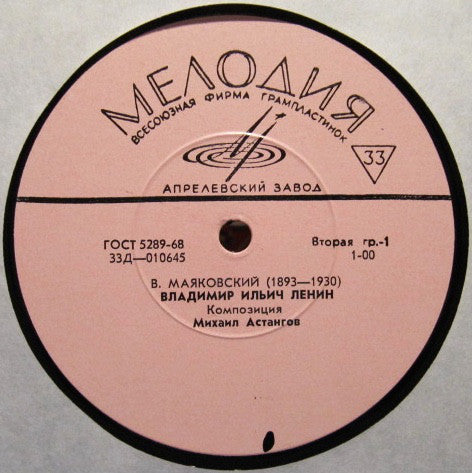 МЕЛОДИЯ
ВСЕСОЮЗНАЯ ФИРМА ГРАМПЛАСТИНОК
33
АПРЕЛЕВСКИЙ ЗАВОД
ГОСТ 5289-68
Вторая гр.-1
33Д—010645
1-00
В. МАЯКОВСКИЙ (1893—1930)
ВЛАДИМИР ИЛЬИЧ ЛЕНИН
Композиция
Михаил Астангов